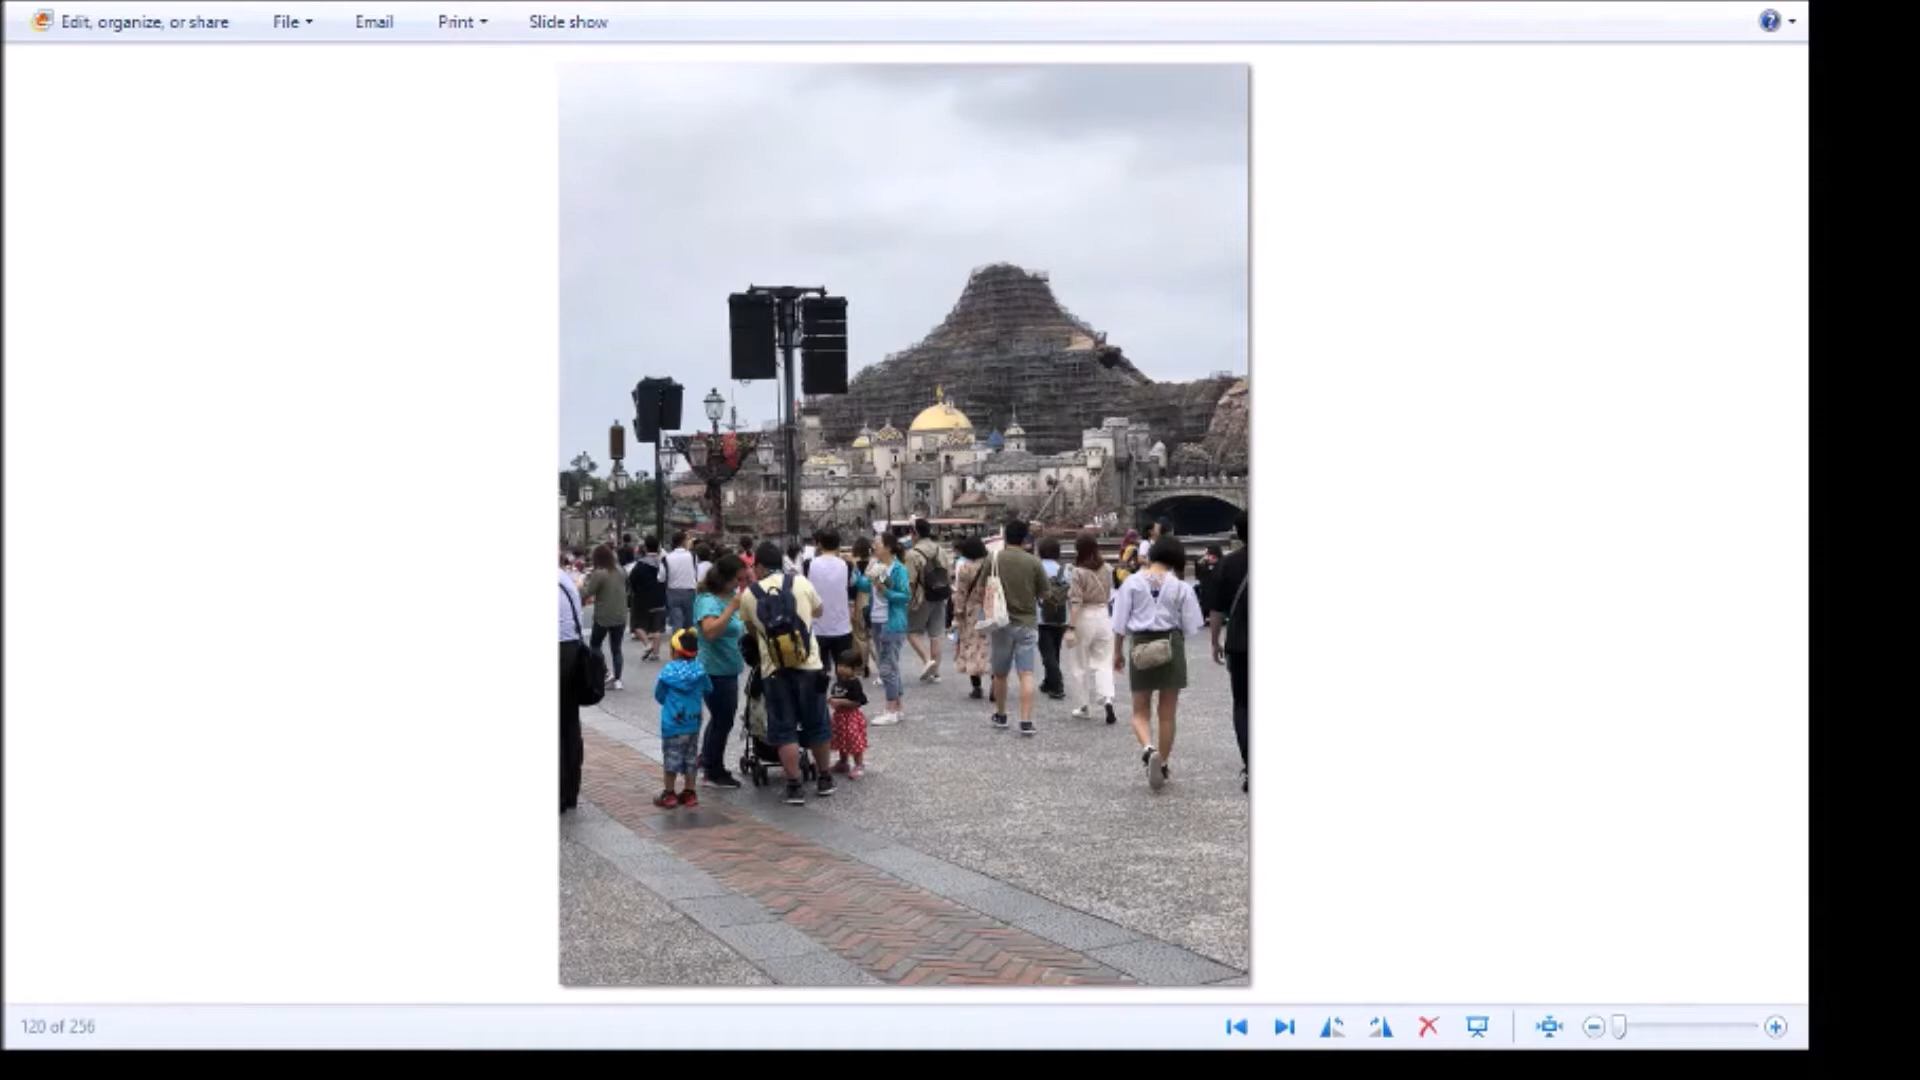 Edit, organize, or share File Email Print Slide show
120 of 256